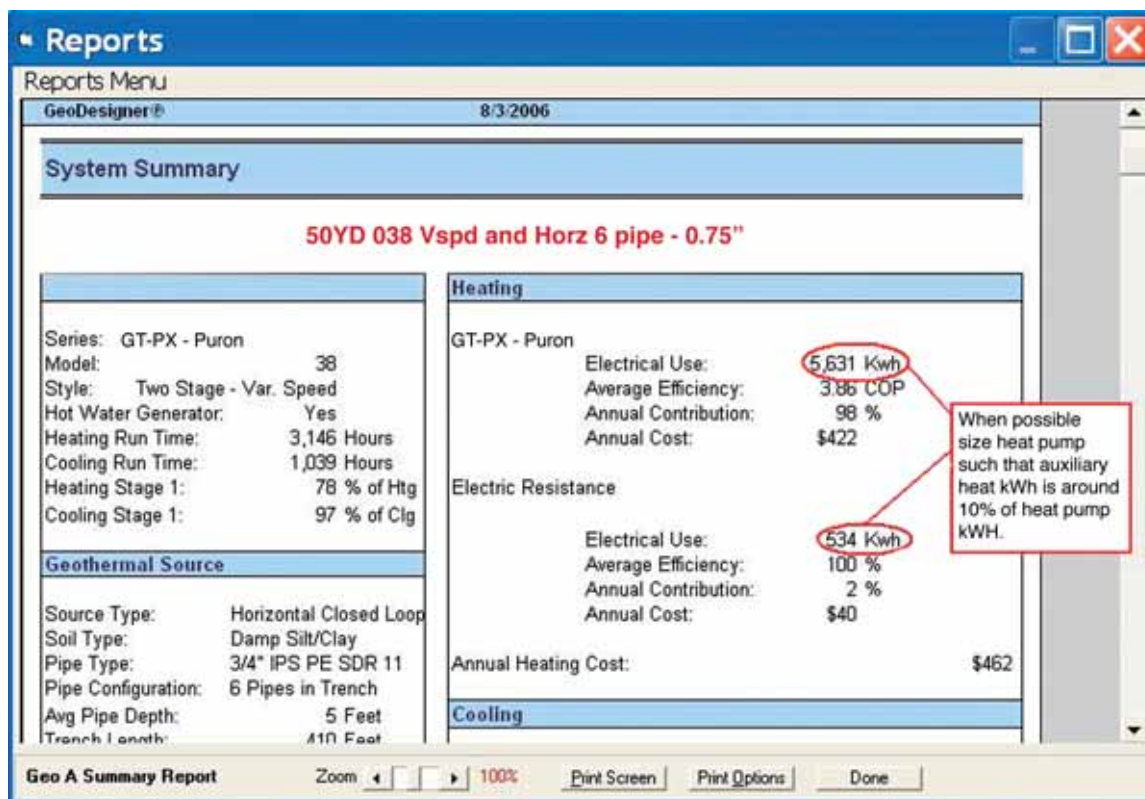 Reports
Reports Menu
GeoDesigner® 8/3/2006
System Summary
50YD 038 Vspd and Horz 6 pipe - 0.75”
Series: GT-PX - Puron
Model: 38
Style: Two Stage - Var. Speed
Hot Water Generator: Yes
Heating Run Time: 3,146 Hours
Cooling Run Time: 1,039 Hours
Heating Stage 1: 78 % of Htg
Cooling Stage 1: 97 % of Clg
Geothermal Source
Source Type: Horizontal Closed Loop
Soil Type: Damp Silt/Clay
Pipe Type: 3/4" IPS PE SDR 11
Pipe Configuration: 6 Pipes in Trench
Avg Pipe Depth: 5 Feet
Trench Length: 410 Feet
Heating
GT-PX - Puron
Electrical Use: 5,631 Kwh
Average Efficiency: 3.86 COP
Annual Contribution: 98 %
Annual Cost: $422
Electric Resistance
Electrical Use: 534 Kwh
Average Efficiency: 100 %
Annual Contribution: 2 %
Annual Cost: $40
Annual Heating Cost: $462
Cooling
When possible
size heat pump
such that auxiliary
heat kWh is around
10% of heat pump
kWH.
Geo A Summary Report Zoom 100% Print Screen Print Options Done